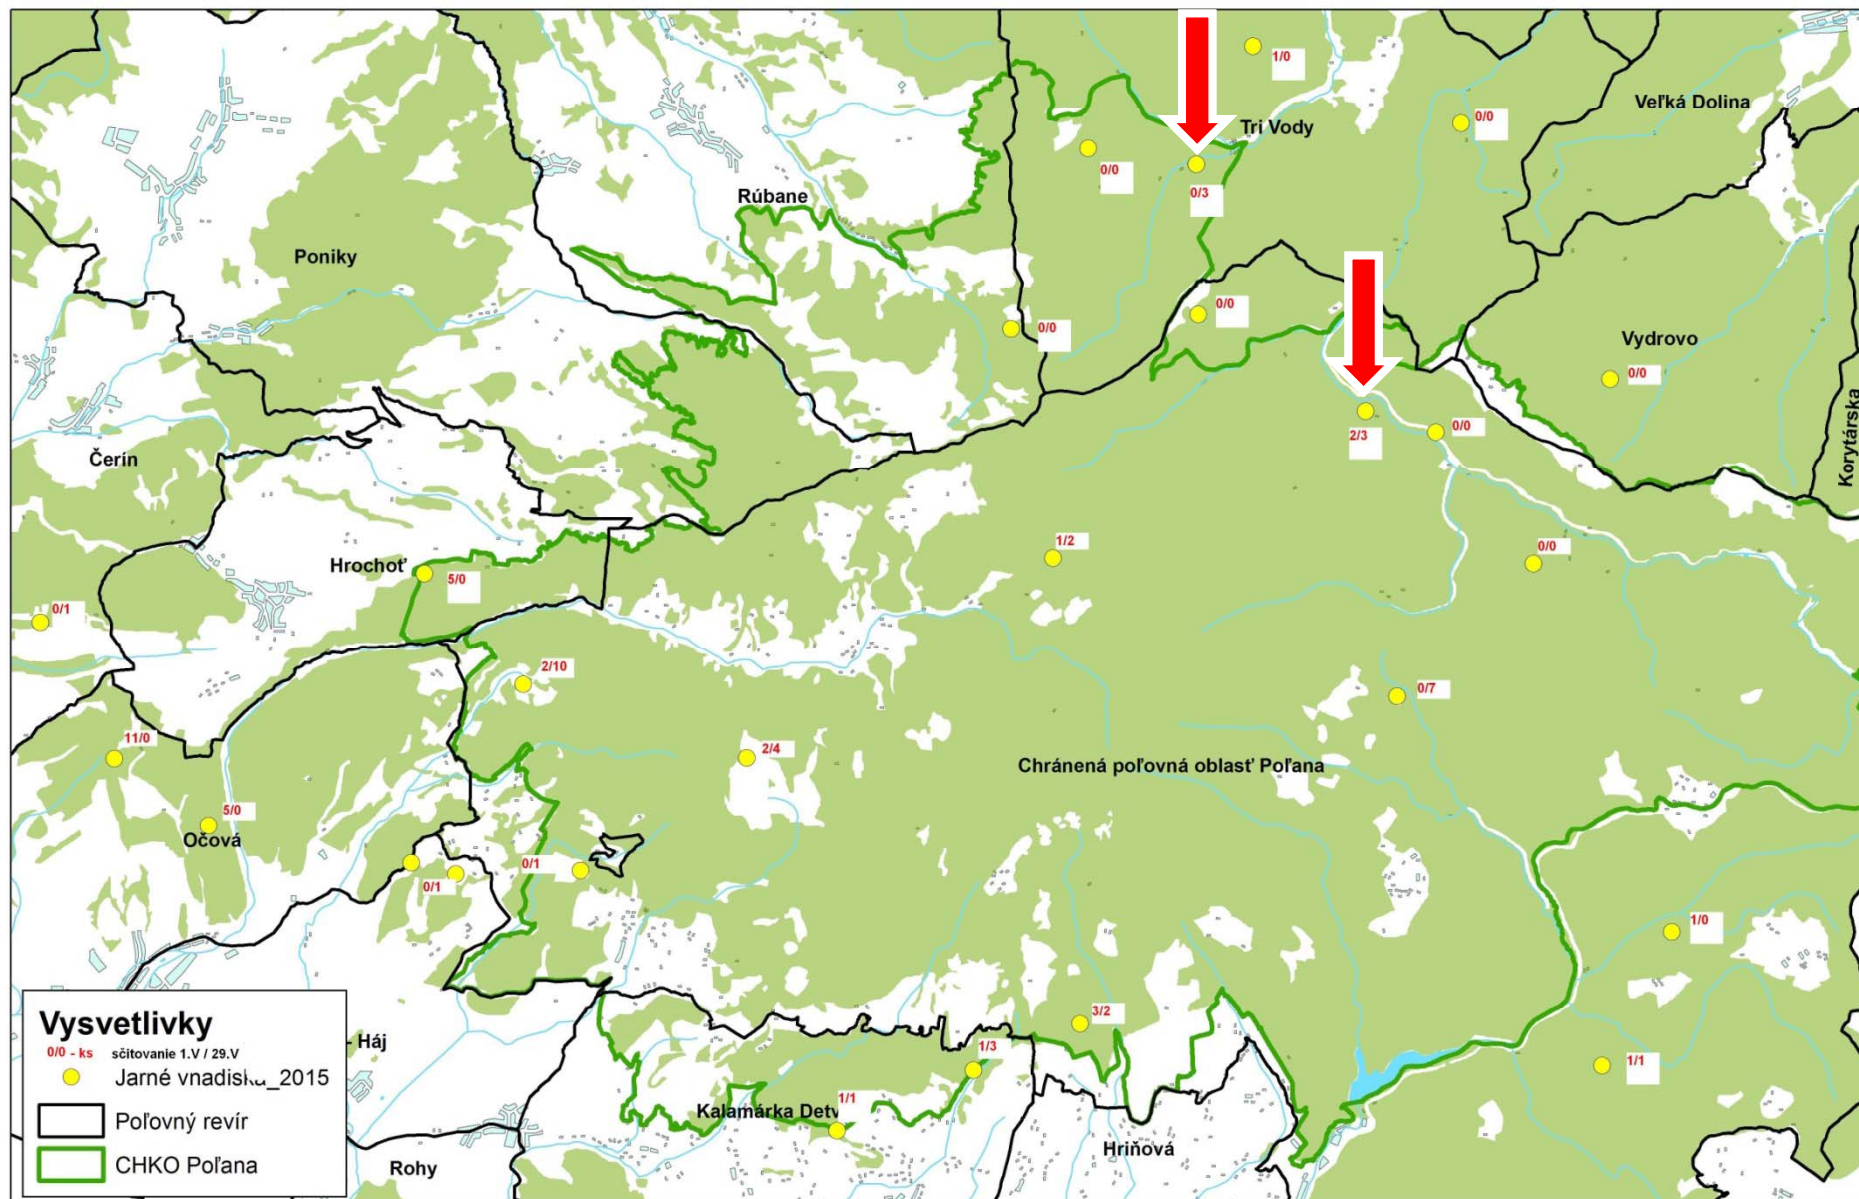 1/0
Veľká Dolina
0/0
Tri Vody
0/0
0/3
Rúbane
Poniky
0/0
0/0
Vydrovo
0/0
Korytárska
2/3
0/0
Čerín
1/2
0/0
Hrochoť
5/0
0/1
2/10
0/7
11/0
2/4
Chránená poľovná oblasť Poľana
5/0
Očová
0/1
0/1
1/0
3/2
Vysvetlivky
0/0 - ks sčitovanie 1.V / 29.V
Jarné vnadiská_2015
Poľovný revír
CHKO Poľana
- Háj
1/3
1/1
1/1
Kalamárka Detv
Hriňová
Rohy